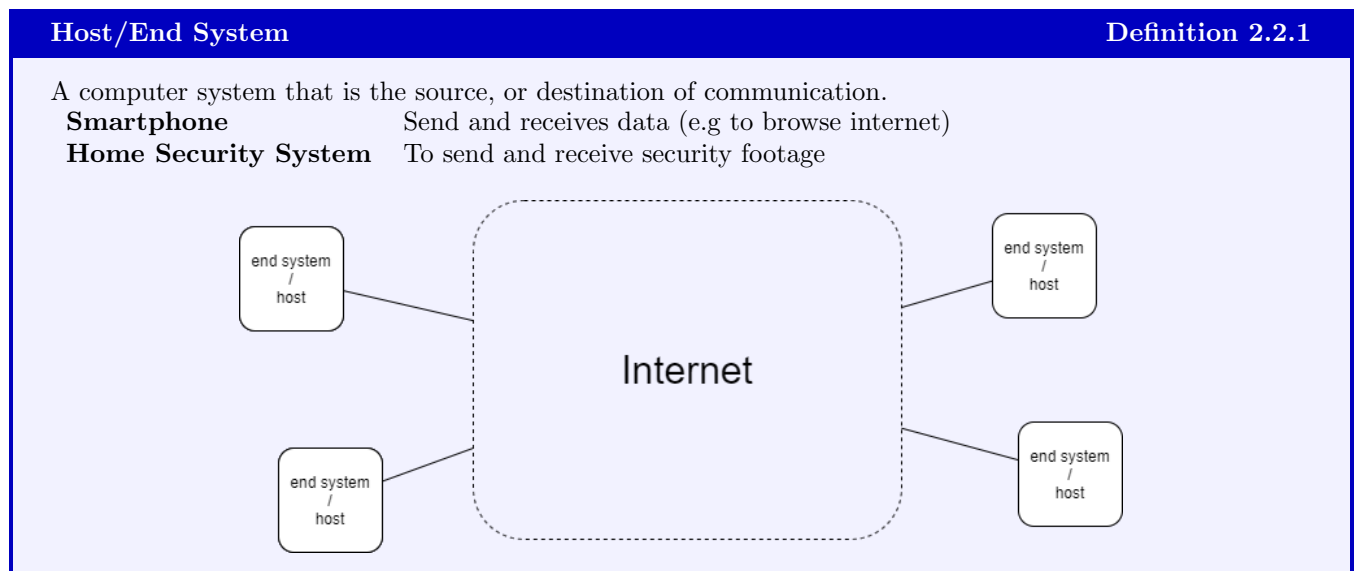 Host/End System Definition 2.2.1
A computer system that is the source, or destination of communication.
Smartphone Send and receives data (e.g to browse internet)
Home Security System To send and receive security footage
end system
/
host
end system
/
host
Internet
end system
/
host
end system
/
host